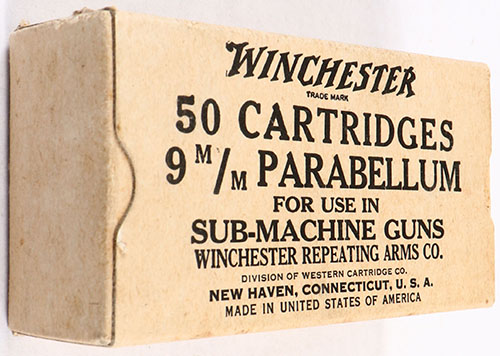 WINCHESTER
TRADE MARK
50 CARTRIDGES
9 M/M PARABELLUM
FOR USE IN
SUB-MACHINE GUNS
WINCHESTER REPEATING ARMS CO.
DIVISION OF WESTERN CARTRIDGE CO.
NEW HAVEN, CONNECTICUT, U. S. A.
MADE IN UNITED STATES OF AMERICA